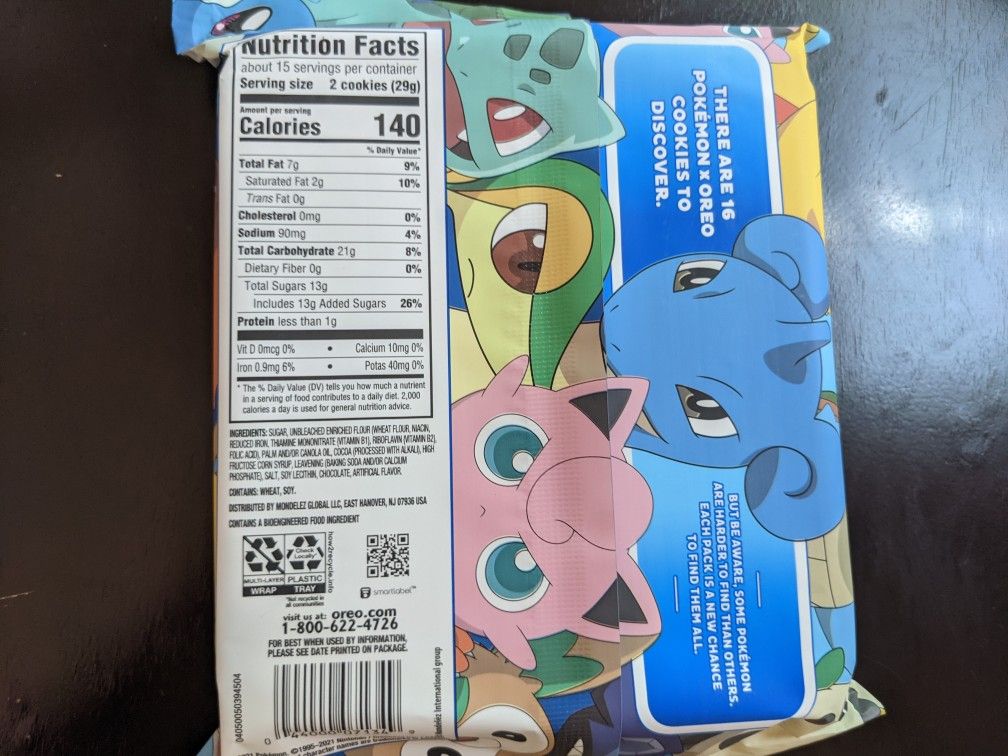 Nutrition Facts
about 15 servings per container
Serving size 2 cookies (29g)
Amount per serving
Calories 140
% Daily Value*
Total Fat 7g 9%
Saturated Fat 2g 10%
Trans Fat 0g
Cholesterol 0mg 0%
Sodium 90mg 4%
Total Carbohydrate 21g 8%
Dietary Fiber 0g 0%
Total Sugars 13g
Includes 13g Added Sugars 26%
Protein less than 1g
Vit D 0mcg 0% • Calcium 10mg 0%
Iron 0.9mg 6% • Potas 40mg 0%
* The % Daily Value (DV) tells you how much a nutrient
in a serving of food contributes to a daily diet. 2,000
calories a day is used for general nutrition advice.
INGREDIENTS: SUGAR, UNBLEACHED ENRICHED FLOUR (WHEAT FLOUR, NIACIN,
REDUCED IRON, THIAMINE MONONITRATE {VITAMIN B1}, RIBOFLAVIN {VITAMIN B2},
FOLIC ACID), PALM AND/OR CANOLA OIL, COCOA (PROCESSED WITH ALKALI), HIGH
FRUCTOSE CORN SYRUP, LEAVENING (BAKING SODA AND/OR CALCIUM
PHOSPHATE), SALT, SOY LECITHIN, CHOCOLATE, ARTIFICIAL FLAVOR.
CONTAINS: WHEAT, SOY.
DISTRIBUTED BY MONDELEZ GLOBAL LLC, EAST HANOVER, NJ 07936 USA
CONTAINS A BIOENGINEERED FOOD INGREDIENT
Check
Locally*
MULTI-LAYER PLASTIC
WRAP TRAY
*Not recycled in
all communities
how2recycle.info
smartlabel™
visit us at: oreo.com
1-800-622-4726
FOR BEST WHEN USED BY INFORMATION,
PLEASE SEE DATE PRINTED ON PACKAGE.
04050050394504
international group
THERE ARE 16
POKÉMON X OREO
COOKIES TO
DISCOVER.
BUT BE AWARE, SOME POKÉMON
ARE HARDER TO FIND THAN OTHERS.
EACH PACK IS A NEW CHANCE
TO FIND THEM ALL.